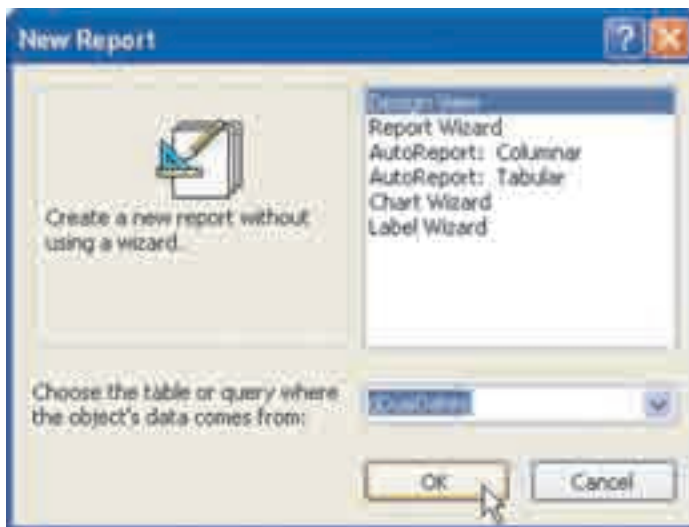 New Report
Create a new report without
using a wizard.
Design View
Report Wizard
AutoReport: Columnar
AutoReport: Tabular
Chart Wizard
Label Wizard
Choose the table or query where
the object's data comes from:
OK
Cancel